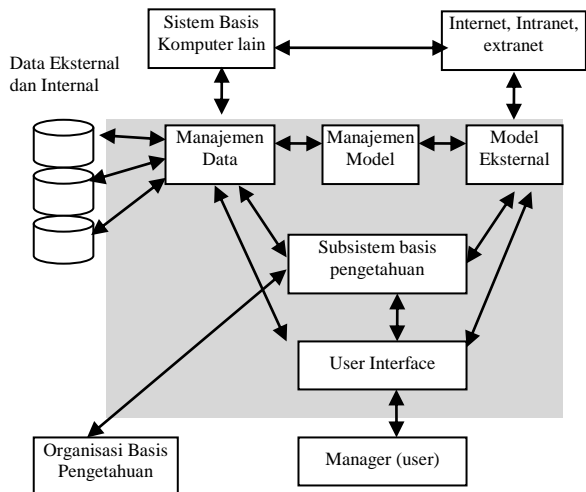 Sistem Basis
Komputer lain
Internet, Intranet,
extranet
Data Eksternal
dan Internal
Manajemen
Data
Manajemen
Model
Model
Eksternal
Subsistem basis
pengetahuan
User Interface
Organisasi Basis
Pengetahuan
Manager (user)